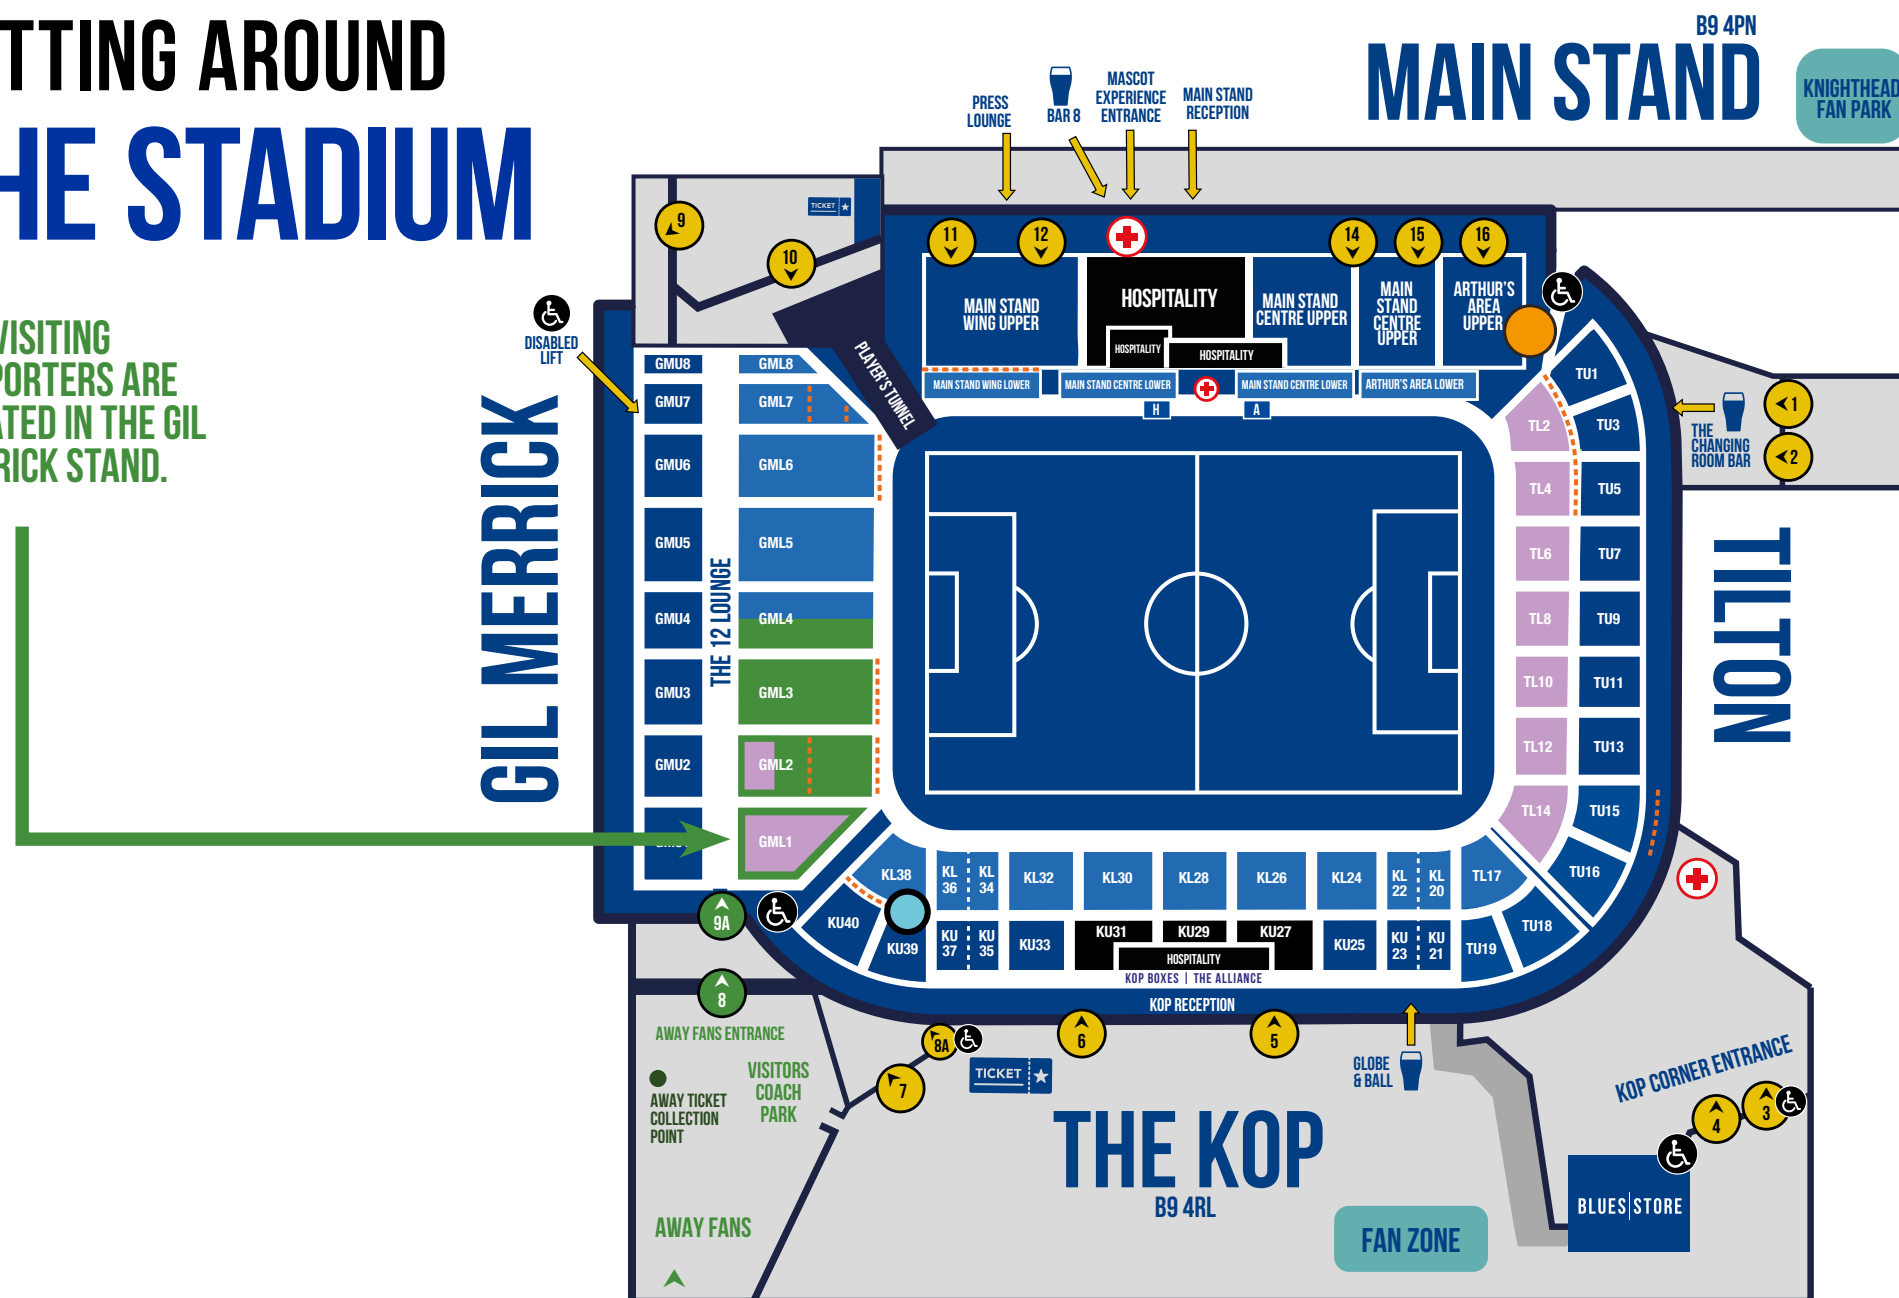 TTING AROUND
HE STADIUM
VISITING
PORTERS ARE
ATED IN THE GIL
RICK STAND.
B9 4PN
MAIN STAND
KNIGHTHEAD
FAN PARK
PRESS
LOUNGE
BAR 8
MASCOT
EXPERIENCE
ENTRANCE
MAIN STAND
RECEPTION
TICKET
9
10
11
12
14
15
16
DISABLED
LIFT
MAIN STAND
WING UPPER
HOSPITALITY
MAIN STAND
CENTRE UPPER
MAIN
STAND
CENTRE
UPPER
ARTHUR'S
AREA
UPPER
HOSPITALITY
HOSPITALITY
MAIN STAND WING LOWER
MAIN STAND CENTRE LOWER
MAIN STAND CENTRE LOWER
ARTHUR'S AREA LOWER
H
A
PLAYER'S TUNNEL
GIL MERRICK
THE 12 LOUNGE
GMU8
GMU7
GMU6
GMU5
GMU4
GMU3
GMU2
GML8
GML7
GML6
GML5
GML4
GML3
GML2
GML1
TU1
TU3
TU5
TU7
TU9
TU11
TU13
TU15
TU16
TU18
TU19
TL2
TL4
TL6
TL8
TL10
TL12
TL14
TL17
1
2
THE
CHANGING
ROOM BAR
TILTON
KL38
KL
36
KL
34
KL32
KL30
KL28
KL26
KL24
KL
22
KL
20
KU40
KU39
KU
37
KU
35
KU33
KU31
KU29
KU27
KU25
KU
23
KU
21
HOSPITALITY
KOP BOXES | THE ALLIANCE
KOP RECEPTION
9A
8
AWAY FANS ENTRANCE
AWAY TICKET
COLLECTION
POINT
VISITORS
COACH
PARK
AWAY FANS
8A
7
6
5
TICKET
GLOBE
& BALL
THE KOP
B9 4RL
FAN ZONE
KOP CORNER ENTRANCE
4
3
BLUES|STORE